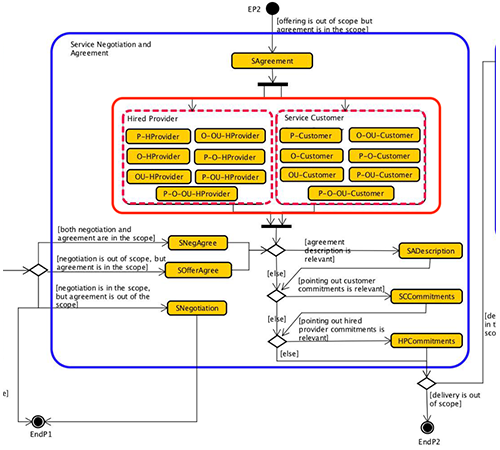 EP2
[offering is out of scope but
agreement is in the scope]
Service Negotiation and
Agreement
SAgreement
Hired Provider
Service Customer
P-HProvider
O-OU-HProvider
P-Customer
O-OU-Customer
O-HProvider
P-O-HProvider
O-Customer
P-O-Customer
OU-HProvider
P-OU-HProvider
OU-Customer
P-OU-Customer
P-O-OU-HProvider
P-O-OU-Customer
[both negotiation and
agreement are in the scope]
SNegAgree
[agreement
description is
relevant]
SADescription
[negotiation is out of scope, but
agreement is in the scope]
SOfferAgree
[else]
[pointing out customer
commitments is relevant]
SCCommitments
[negotiation is in the scope,
but agreement is out of the
scope]
SNegotiation
[else]
[pointing out hired
provider commitments is
relevant]
HPCommitments
[else]
[de
in t
sco
[delivery is out
of scope]
e]
EndP1
EndP2